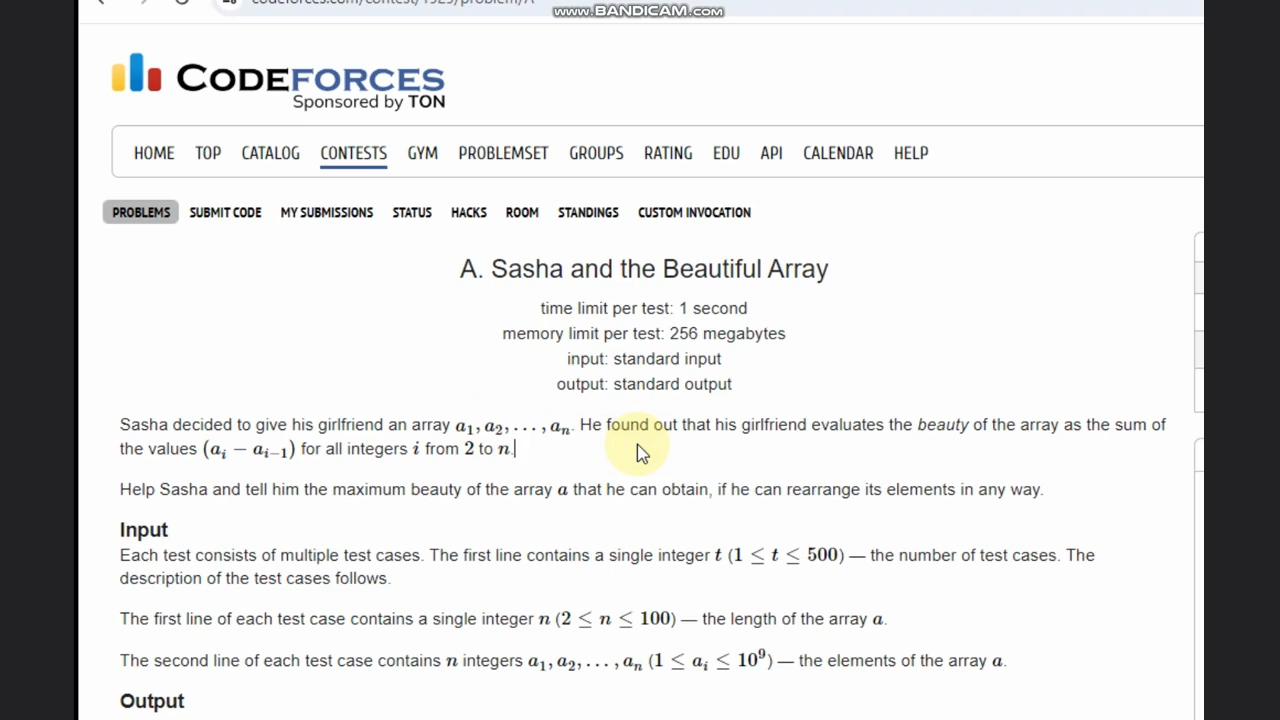 www.BANDICAM.com
CODEFORCES
Sponsored by TON
HOME TOP CATALOG CONTESTS GYM PROBLEMSET GROUPS RATING EDU API CALENDAR HELP
PROBLEMS SUBMIT CODE MY SUBMISSIONS STATUS HACKS ROOM STANDINGS CUSTOM INVOCATION
A. Sasha and the Beautiful Array
time limit per test: 1 second
memory limit per test: 256 megabytes
input: standard input
output: standard output
Sasha decided to give his girlfriend an array a₁, a₂, …, aₙ. He found out that his girlfriend evaluates the beauty of the array as the sum of
the values (aᵢ − aᵢ₋₁) for all integers i from 2 to n.
Help Sasha and tell him the maximum beauty of the array a that he can obtain, if he can rearrange its elements in any way.
Input
Each test consists of multiple test cases. The first line contains a single integer t (1 ≤ t ≤ 500) — the number of test cases. The
description of the test cases follows.
The first line of each test case contains a single integer n (2 ≤ n ≤ 100) — the length of the array a.
The second line of each test case contains n integers a₁, a₂, …, aₙ (1 ≤ aᵢ ≤ 10⁹) — the elements of the array a.
Output